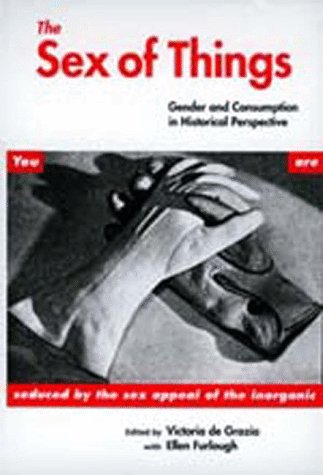 The
Sex of Things
Gender and Consumption
in Historical Perspective
You are
seduced by the sex appeal of the inorganic
Edited by Victoria de Grazia
with Ellen Furlough